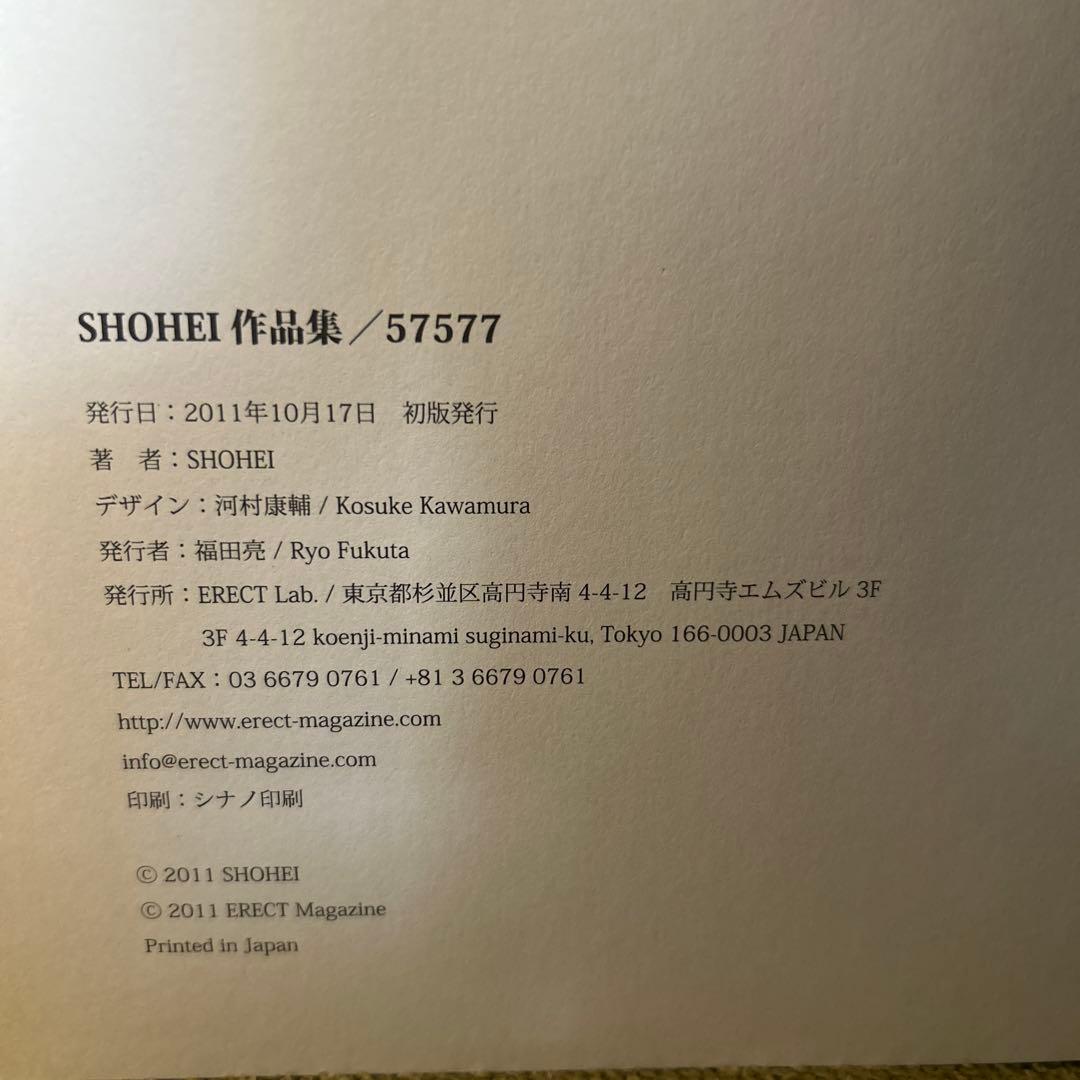 SHOHEI 作品集／57577
発行日：2011年10月17日　初版発行
著　者：SHOHEI
デザイン：河村康輔 / Kosuke Kawamura
発行者：福田亮 / Ryo Fukuta
発行所：ERECT Lab. / 東京都杉並区高円寺南 4-4-12　高円寺エムズビル 3F
3F 4-4-12 koenji-minami suginami-ku, Tokyo 166-0003 JAPAN
TEL/FAX：03 6679 0761 / +81 3 6679 0761
http://www.erect-magazine.com
info@erect-magazine.com
印刷：シナノ印刷
© 2011 SHOHEI
© 2011 ERECT Magazine
Printed in Japan